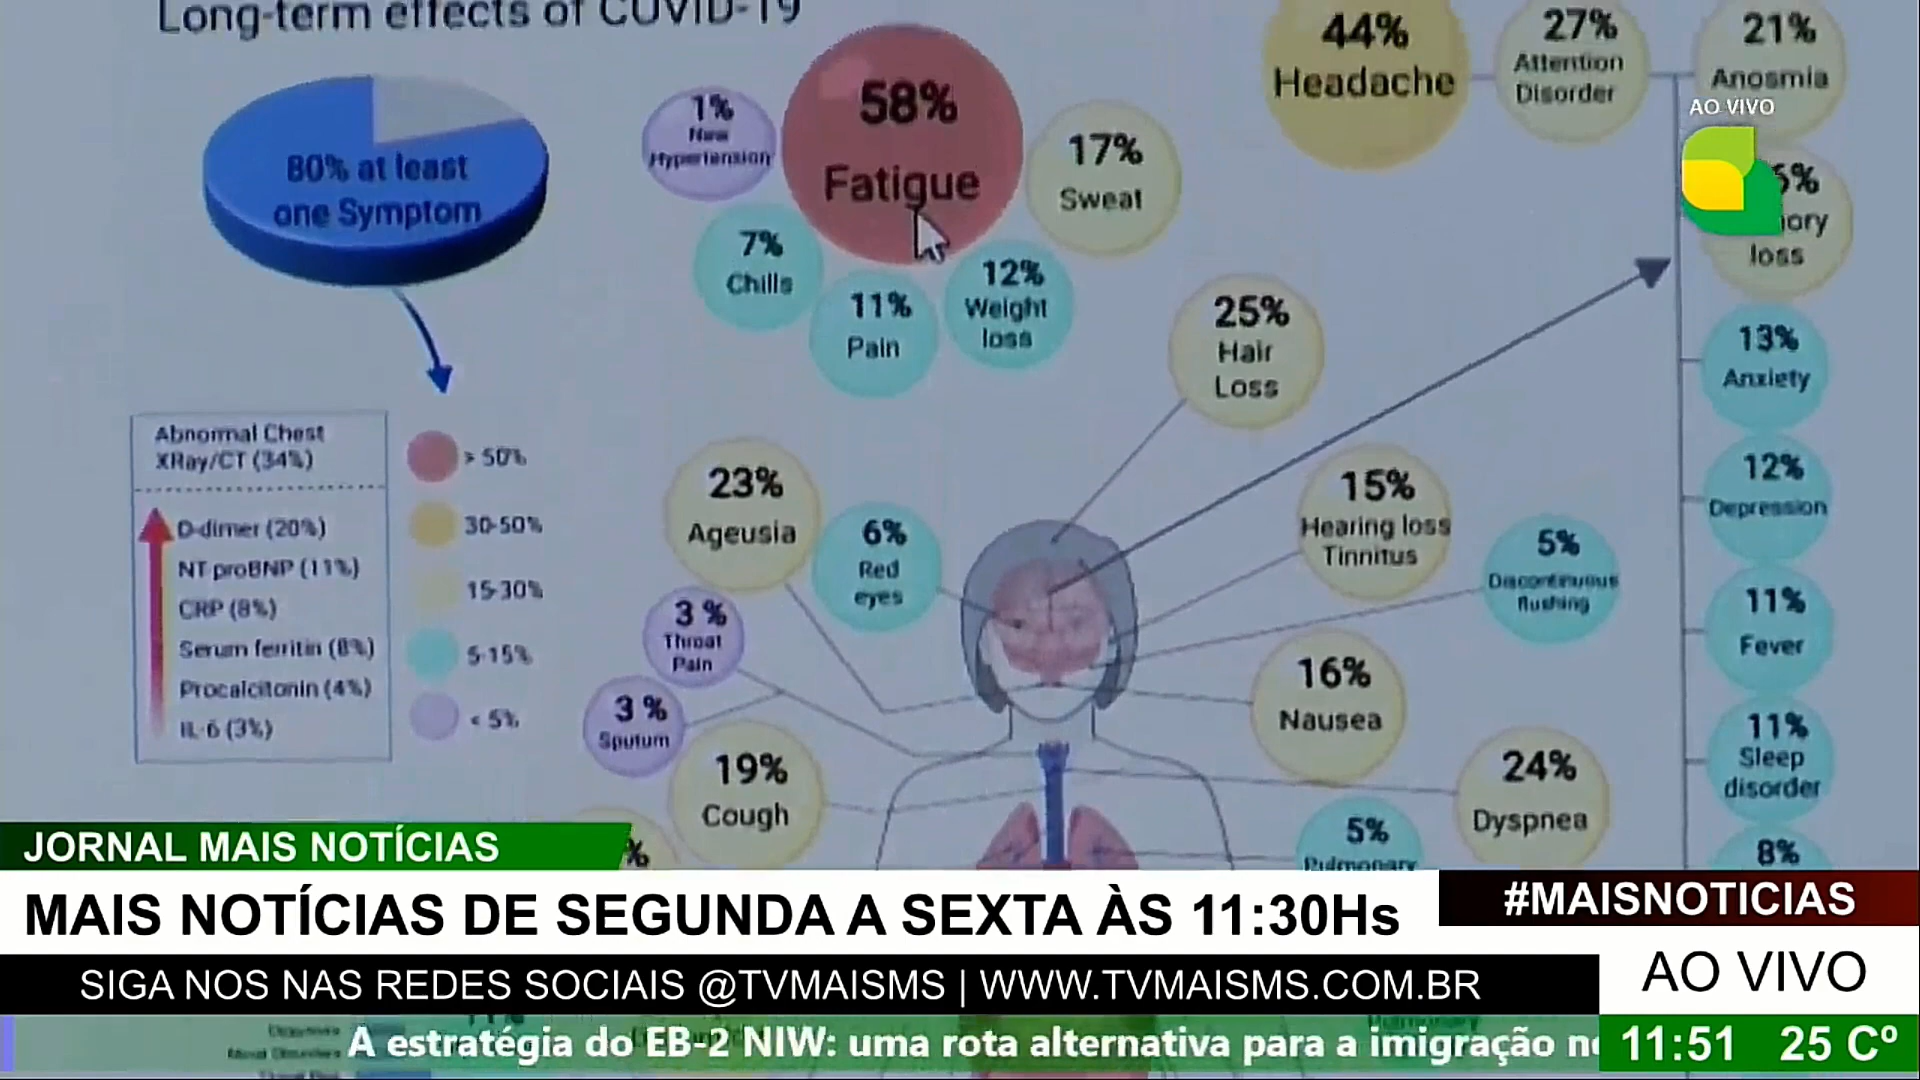 Long-term effects of COVID-19
80% at least
one Symptom
1%
New
Hypertension
58%
Fatigue
17%
Sweat
7%
Chills
11%
Pain
12%
Weight
loss
44%
Headache
27%
Attention
Disorder
21%
Anosmia
AO VIVO
loss
25%
Hair
Loss
13%
Anxiety
12%
Depression
11%
Fever
11%
Sleep
disorder
8%
Abnormal Chest
XRay/CT (34%)
D-dimer (20%)
NT proBNP (11%)
CRP (8%)
Serum ferritin (8%)
Procalcitonin (4%)
IL-6 (3%)
> 50%
30-50%
15-30%
5-15%
< 5%
23%
Ageusia
6%
Red
eyes
3 %
Throat
Pain
3 %
Sputum
19%
Cough
15%
Hearing loss
Tinnitus
5%
Discontinuous
flushing
16%
Nausea
24%
Dyspnea
5%
Pulmonary
JORNAL MAIS NOTÍCIAS
MAIS NOTÍCIAS DE SEGUNDA A SEXTA ÀS 11:30Hs
#MAISNOTICIAS
SIGA NOS NAS REDES SOCIAIS @TVMAISMS | WWW.TVMAISMS.COM.BR
AO VIVO
A estratégia do EB-2 NIW: uma rota alternativa para a imigração
11:51 25 Cº